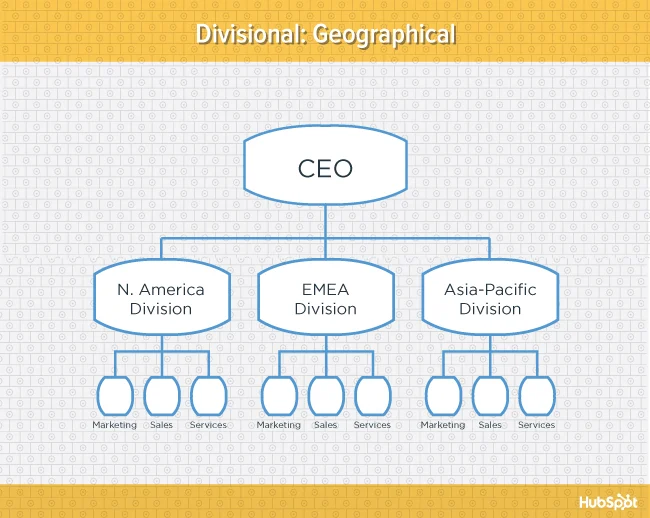 Divisional: Geographical
CEO
N. America
Division
EMEA
Division
Asia-Pacific
Division
Marketing Sales Services
Marketing Sales Services
Marketing Sales Services
HubSpot